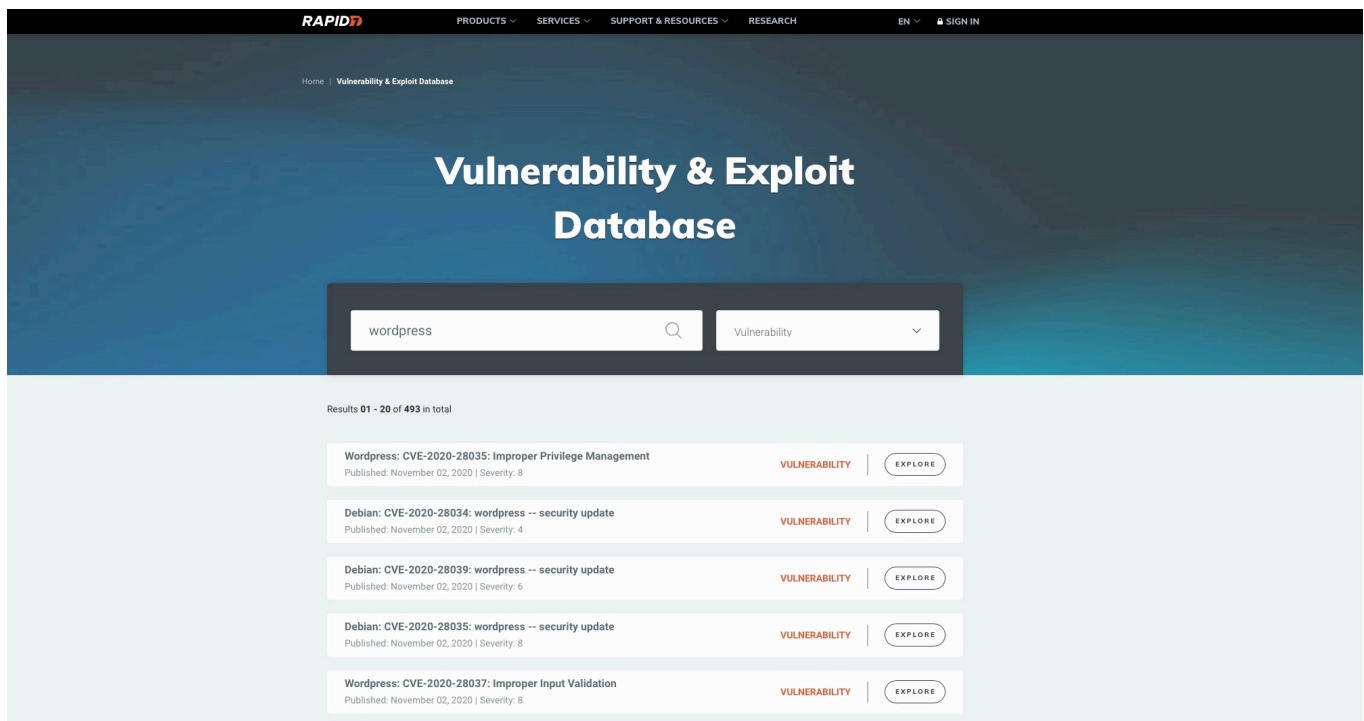 RAPID7 PRODUCTS SERVICES SUPPORT & RESOURCES RESEARCH EN SIGN IN
Home | Vulnerability & Exploit Database
Vulnerability & Exploit
Database
wordpress Vulnerability
Results 01 - 20 of 493 in total
Wordpress: CVE-2020-28035: Improper Privilege Management
Published: November 02, 2020 | Severity: 8
VULNERABILITY EXPLORE
Debian: CVE-2020-28034: wordpress -- security update
Published: November 02, 2020 | Severity: 4
VULNERABILITY EXPLORE
Debian: CVE-2020-28039: wordpress -- security update
Published: November 02, 2020 | Severity: 6
VULNERABILITY EXPLORE
Debian: CVE-2020-28035: wordpress -- security update
Published: November 02, 2020 | Severity: 8
VULNERABILITY EXPLORE
Wordpress: CVE-2020-28037: Improper Input Validation
Published: November 02, 2020 | Severity: 8
VULNERABILITY EXPLORE